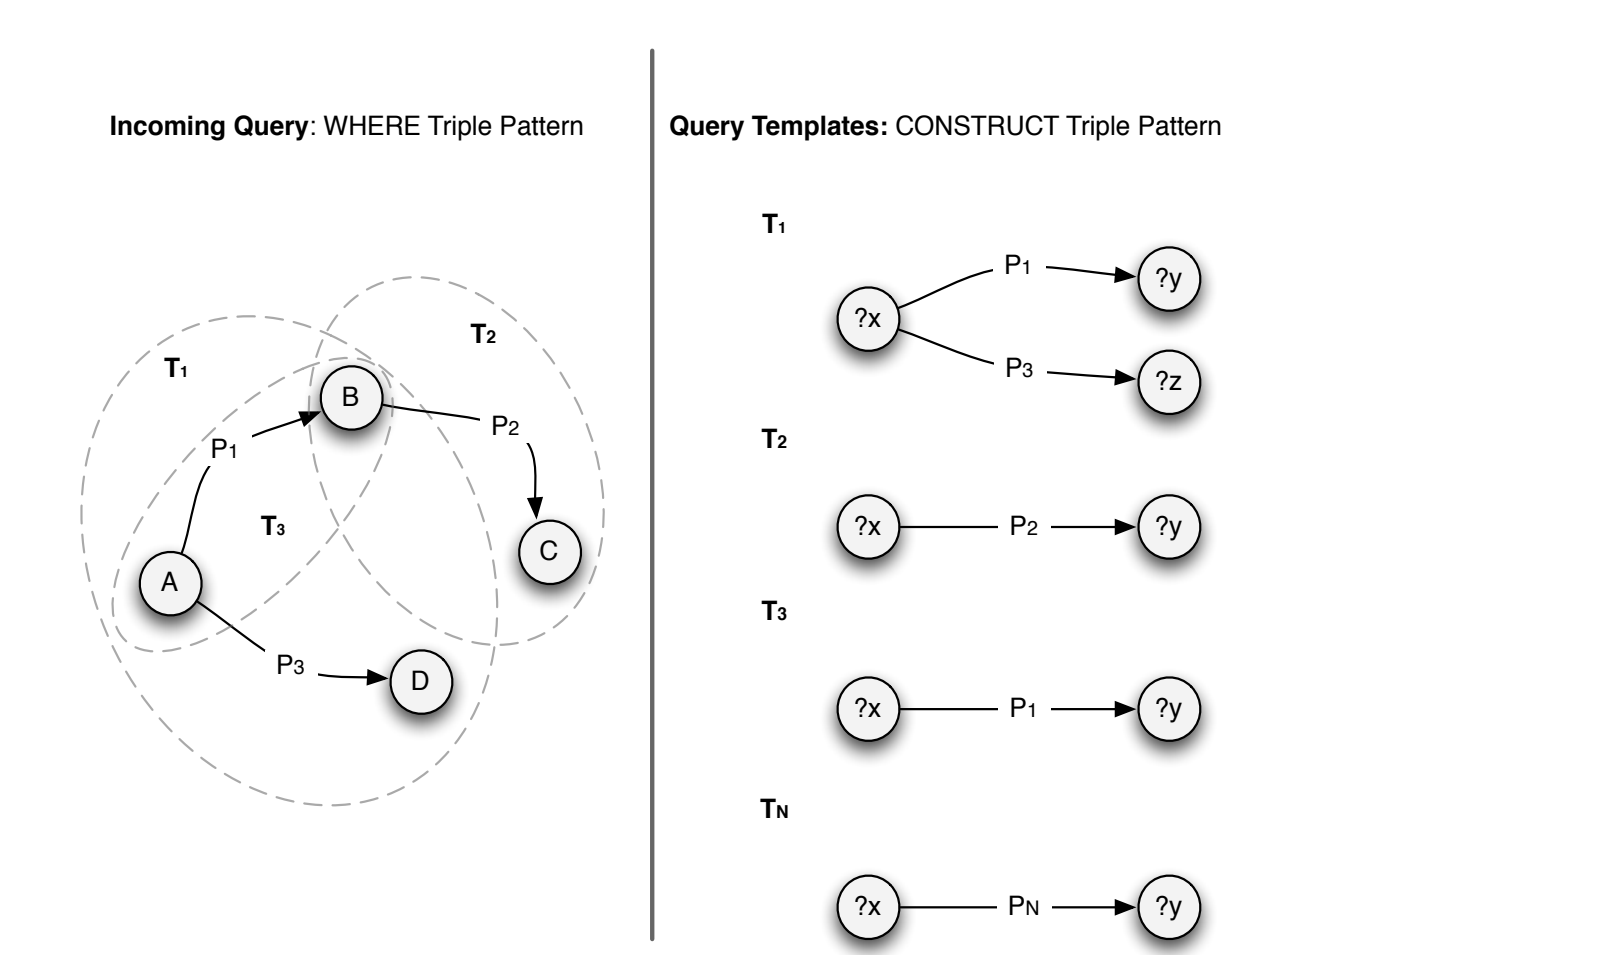 Incoming Query: WHERE Triple Pattern
T1
T2
B
P1
P2
T3
C
A
P3
D
Query Templates: CONSTRUCT Triple Pattern
T1
P1
?y
?x
P3
?z
T2
?x
P2
?y
T3
?x
P1
?y
TN
?x
PN
?y